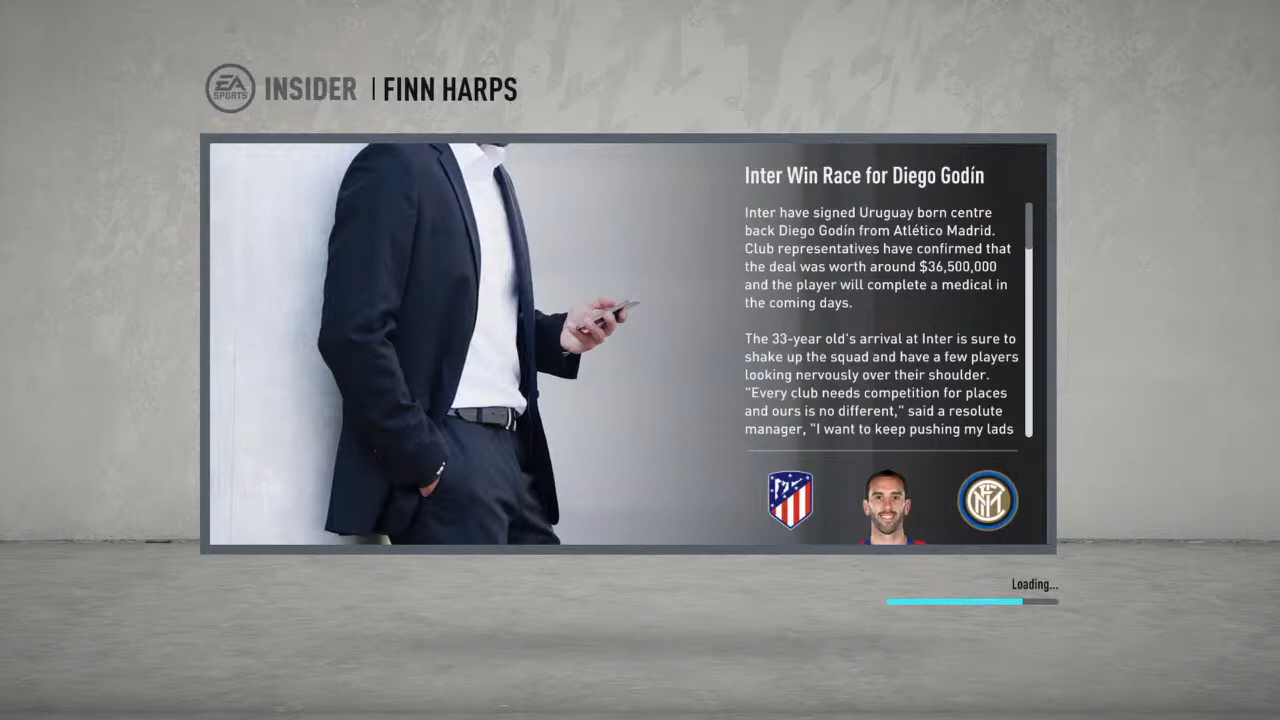 EA SPORTS INSIDER | FINN HARPS
Inter Win Race for Diego Godín
Inter have signed Uruguay born centre
back Diego Godín from Atlético Madrid.
Club representatives have confirmed that
the deal was worth around $36,500,000
and the player will complete a medical in
the coming days.
The 33-year old's arrival at Inter is sure to
shake up the squad and have a few players
looking nervously over their shoulder.
"Every club needs competition for places
and ours is no different," said a resolute
manager, "I want to keep pushing my lads
Loading...